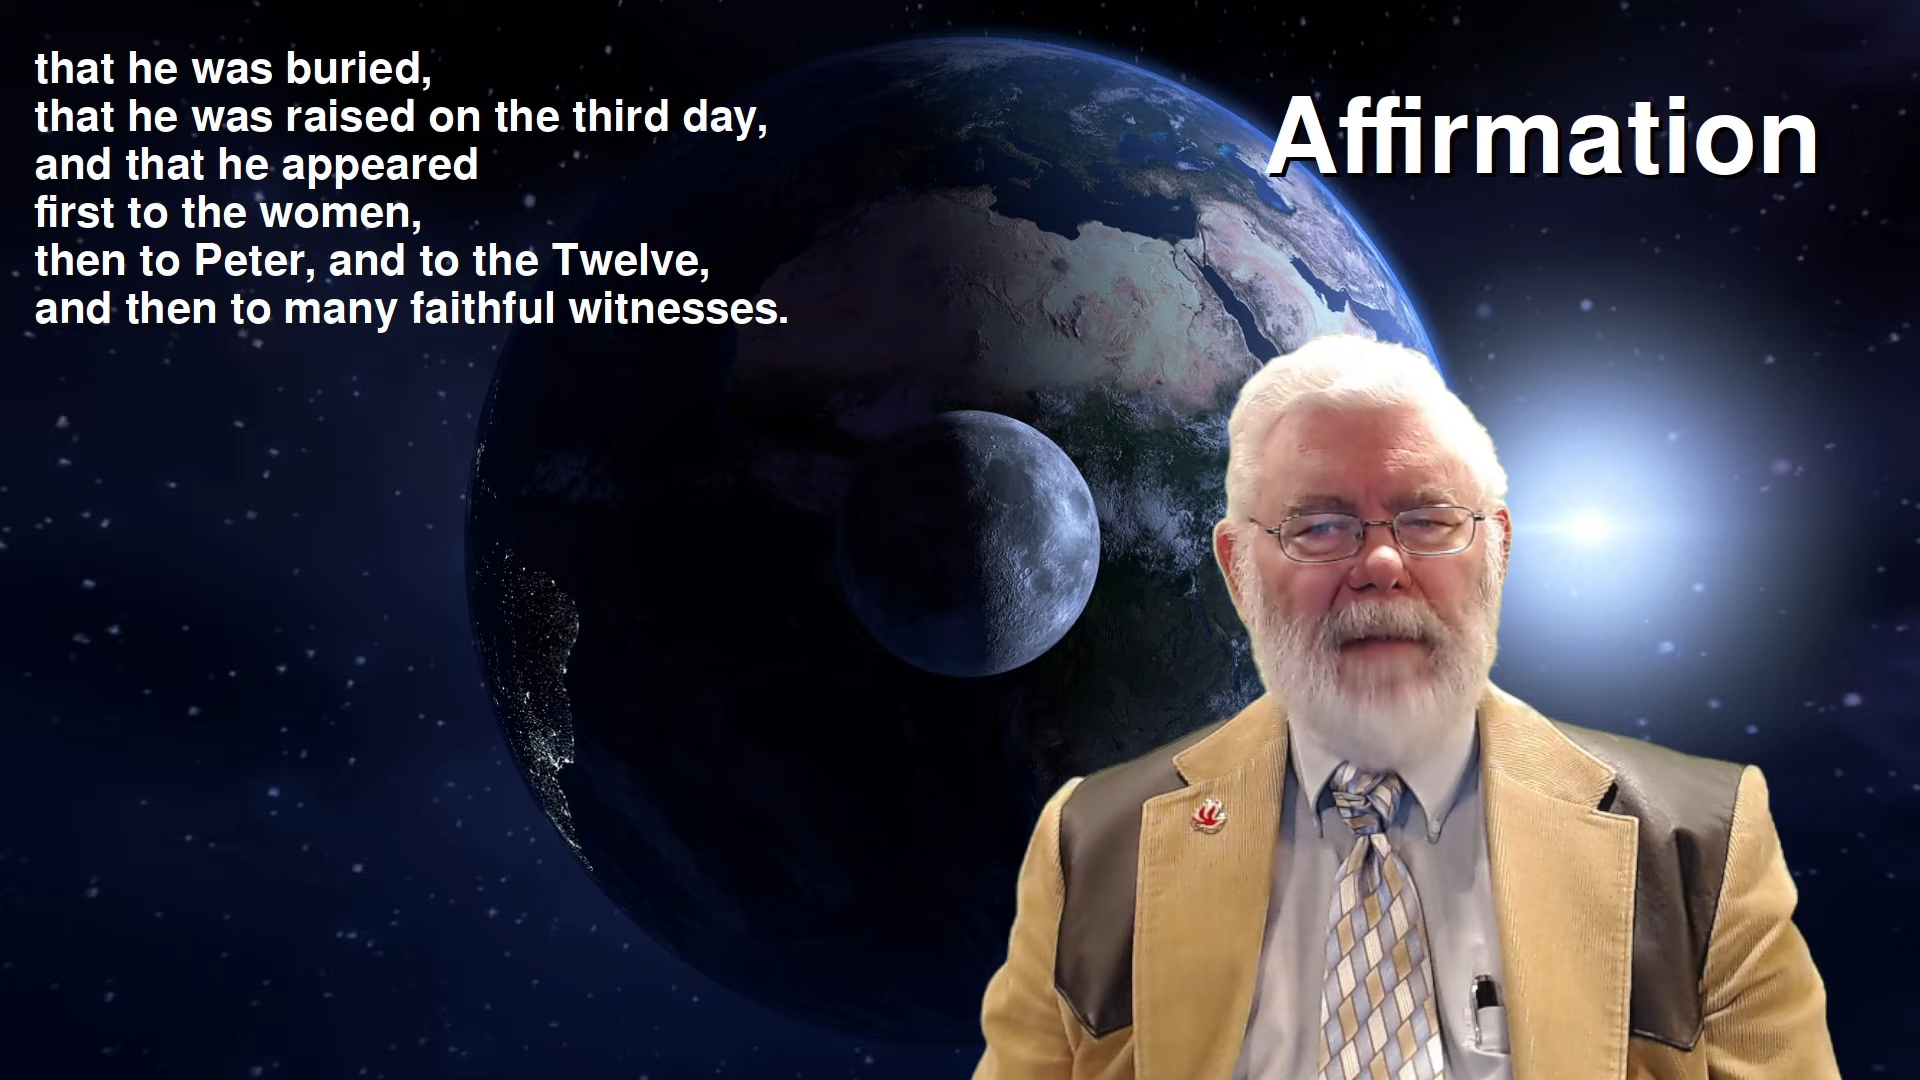 that he was buried,
that he was raised on the third day,
and that he appeared
first to the women,
then to Peter, and to the Twelve,
and then to many faithful witnesses.
Affirmation